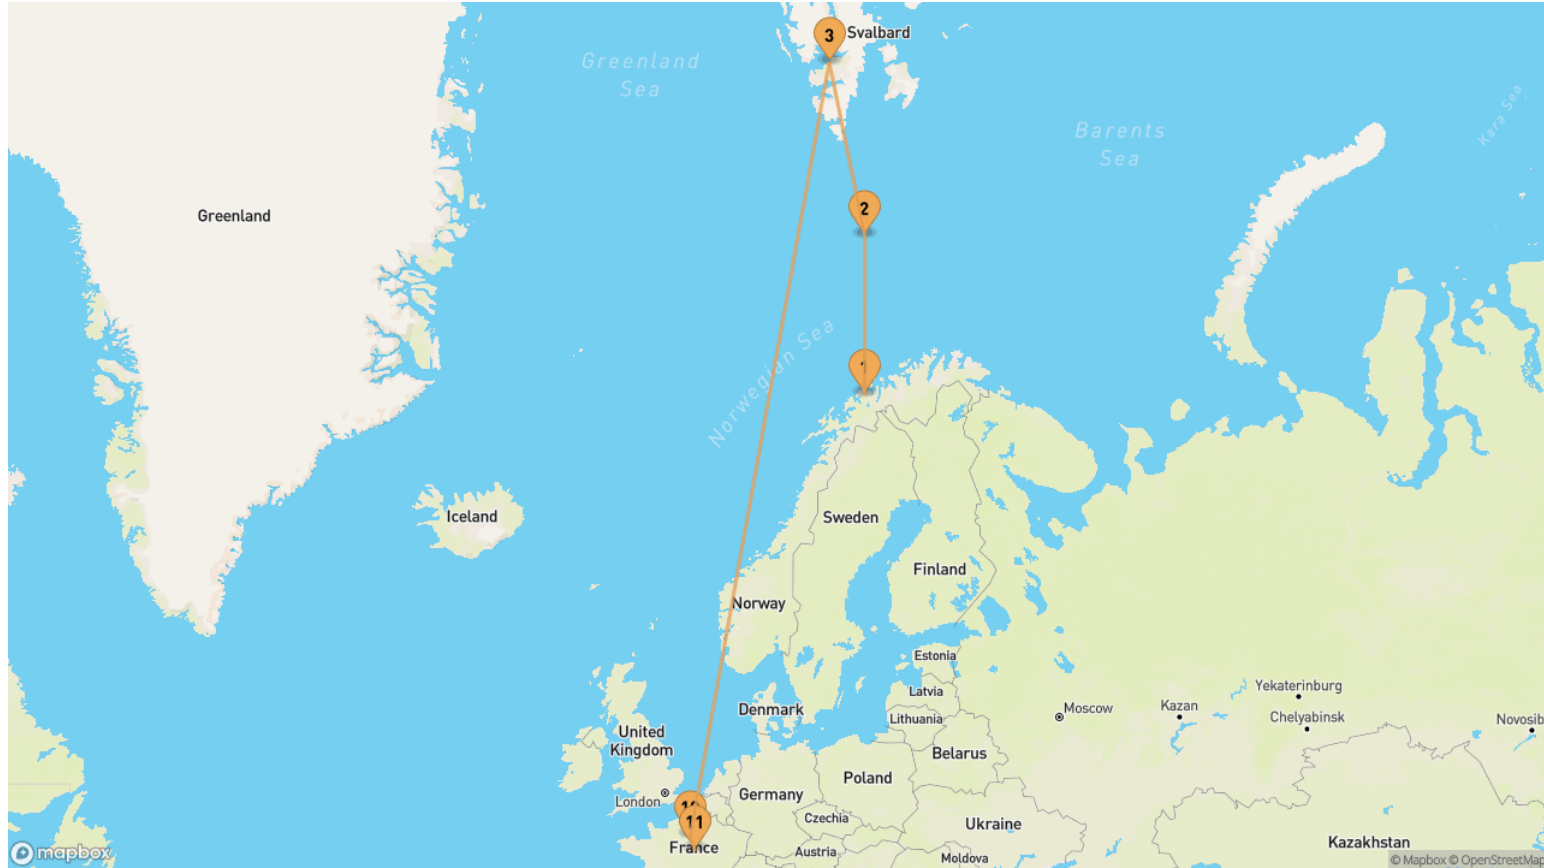 3
Svalbard
Greenland
Sea
Barents
Sea
Kara Sea
2
Greenland
Norwegian Sea
Iceland
Sweden
Finland
Norway
Estonia
Latvia
Lithuania
Denmark
Moscow
Kazan
Yekaterinburg
Chelyabinsk
Novosib
United
Kingdom
Belarus
Poland
London
Germany
11
Czechia
Ukraine
France
Austria
Moldova
Kazakhstan
mapbox
© Mapbox © OpenStreetMap